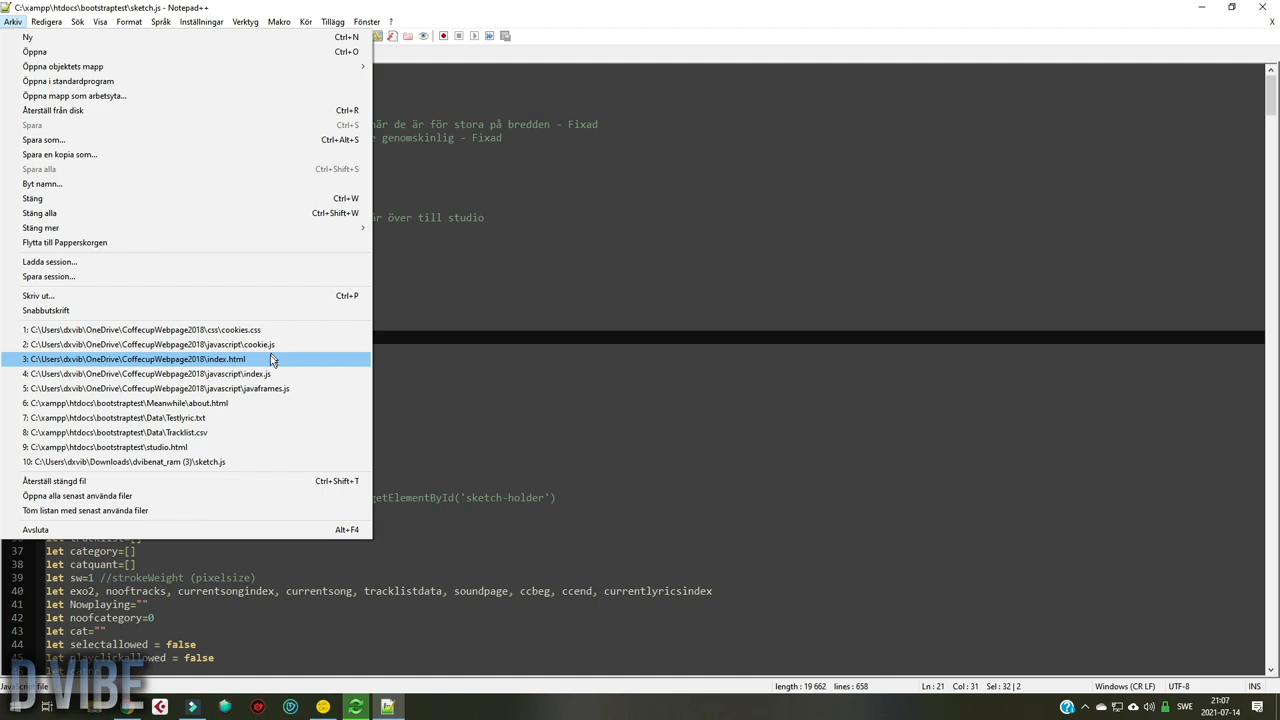 C:\xampp\htdocs\bootstraptest\sketch.js - Notepad++
Arkiv Redigera Sök Visa Format Språk Inställningar Verktyg Makro Kör Tillägg Fönster ?
Ny Ctrl+N
Öppna Ctrl+O
Öppna objektets mapp
Öppna i standardprogram
Öppna mapp som arbetsyta...
Återställ från disk Ctrl+R
när de är för stora på bredden - Fixad
Spara Ctrl+S
e genomskinlig - Fixad
Spara som... Ctrl+Alt+S
Spara en kopia som...
Spara alla Ctrl+Shift+S
Byt namn...
Stäng Ctrl+W
Stäng alla Ctrl+Shift+W
är över till studio
Stäng mer
Flytta till Papperskorgen
Ladda session...
Spara session...
Skriv ut... Ctrl+P
Snabbutskrift
1: C:\Users\dxvib\OneDrive\CoffecupWebpage2018\css\cookies.css
2: C:\Users\dxvib\OneDrive\CoffecupWebpage2018\javascript\cookie.js
3: C:\Users\dxvib\OneDrive\CoffecupWebpage2018\index.html
4: C:\Users\dxvib\OneDrive\CoffecupWebpage2018\javascript\index.js
5: C:\Users\dxvib\OneDrive\CoffecupWebpage2018\javascript\javaframes.js
6: C:\xampp\htdocs\bootstraptest\Meanwhile\about.html
7: C:\xampp\htdocs\bootstraptest\Data\Testlyric.txt
8: C:\xampp\htdocs\bootstraptest\Data\Tracklist.csv
9: C:\xampp\htdocs\bootstraptest\studio.html
10: C:\Users\dxvib\Downloads\dvibenat_ram (3)\sketch.js
Återställ stängd fil Ctrl+Shift+T
Öppna alla senast använda filer
getElementById('sketch-holder')
Töm listan med senast använda filer
Avsluta Alt+F4
37 let category=[]
38 let catquant=[]
39 let sw=1 //strokeWeight (pixelsize)
40 let exo2, nooftracks, currentsongindex, currentsong, tracklistdata, soundpage, ccbeg, ccend, currentlyricsindex
41 let Nowplaying=""
42 let noofcategory=0
43 let cat=""
44 let selectallowed = false
45 let playclickallowed = false
D VIBE
JavaScript file length : 19 662 lines : 658 Ln : 21 Col : 31 Sel : 32 | 2 Windows (CR LF) UTF-8 INS
SWE
21:07
2021-07-14